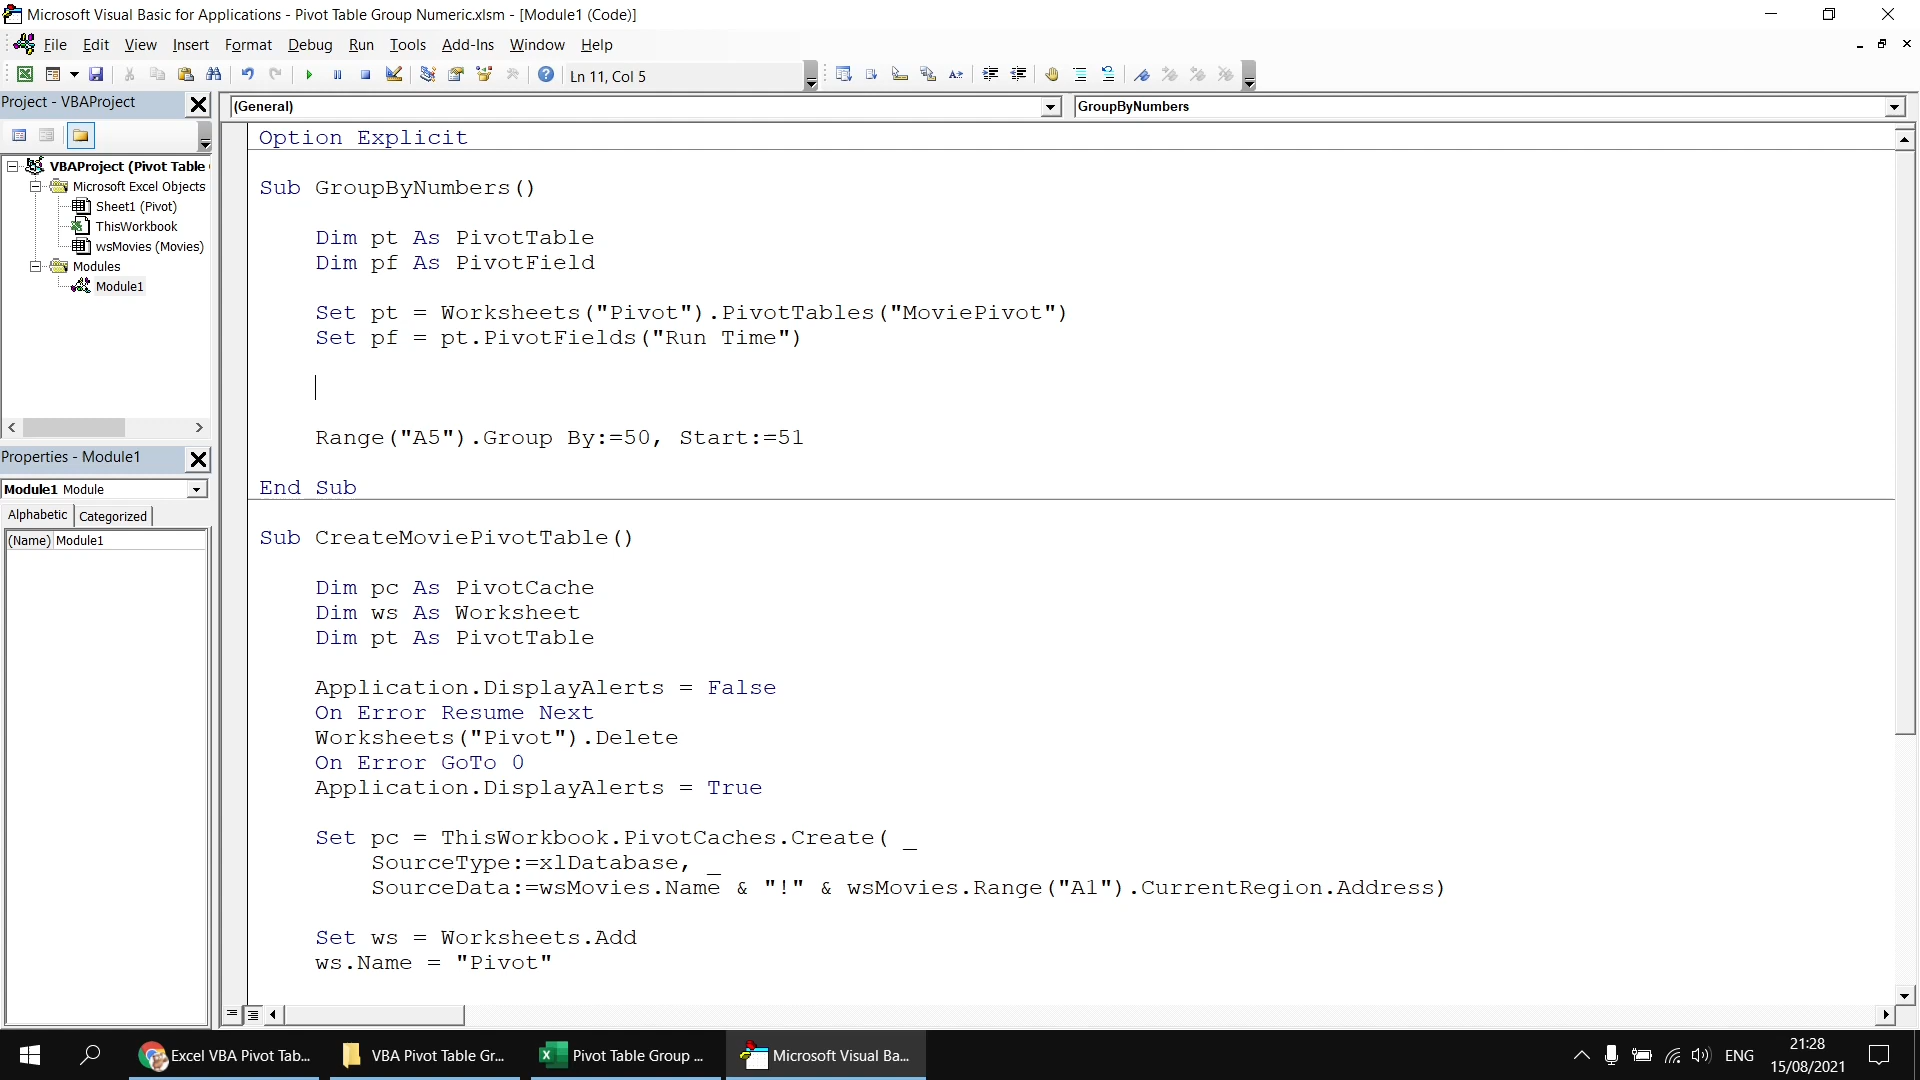 Microsoft Visual Basic for Applications - Pivot Table Group Numeric.xlsm - [Module1 (Code)]
File Edit View Insert Format Debug Run Tools Add-Ins Window Help
Ln 11, Col 5
Project - VBAProject
(General)
GroupByNumbers
VBAProject (Pivot Table
Microsoft Excel Objects
Sheet1 (Pivot)
ThisWorkbook
wsMovies (Movies)
Modules
Module1
Properties - Module1
Module1 Module
Alphabetic Categorized
(Name) Module1
Option Explicit
Sub GroupByNumbers()
Dim pt As PivotTable
Dim pf As PivotField
Set pt = Worksheets("Pivot").PivotTables("MoviePivot")
Set pf = pt.PivotFields("Run Time")
Range("A5").Group By:=50, Start:=51
End Sub
Sub CreateMoviePivotTable()
Dim pc As PivotCache
Dim ws As Worksheet
Dim pt As PivotTable
Application.DisplayAlerts = False
On Error Resume Next
Worksheets("Pivot").Delete
On Error GoTo 0
Application.DisplayAlerts = True
Set pc = ThisWorkbook.PivotCaches.Create( _
SourceType:=xlDatabase, _
SourceData:=wsMovies.Name & "!" & wsMovies.Range("A1").CurrentRegion.Address)
Set ws = Worksheets.Add
ws.Name = "Pivot"
Excel VBA Pivot Tab...
VBA Pivot Table Gr...
Pivot Table Group ...
Microsoft Visual Ba...
ENG
21:28
15/08/2021